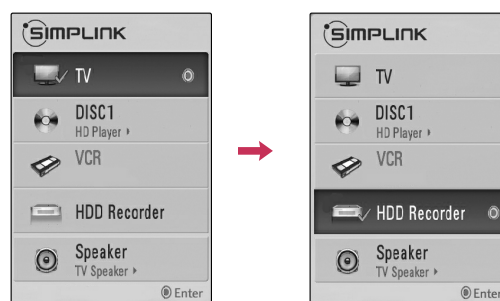 SIMPLINK
TV
DISC1
HD Player
VCR
HDD Recorder
Speaker
TV Speaker
Enter
SIMPLINK
TV
DISC1
HD Player
VCR
HDD Recorder
Speaker
TV Speaker
Enter